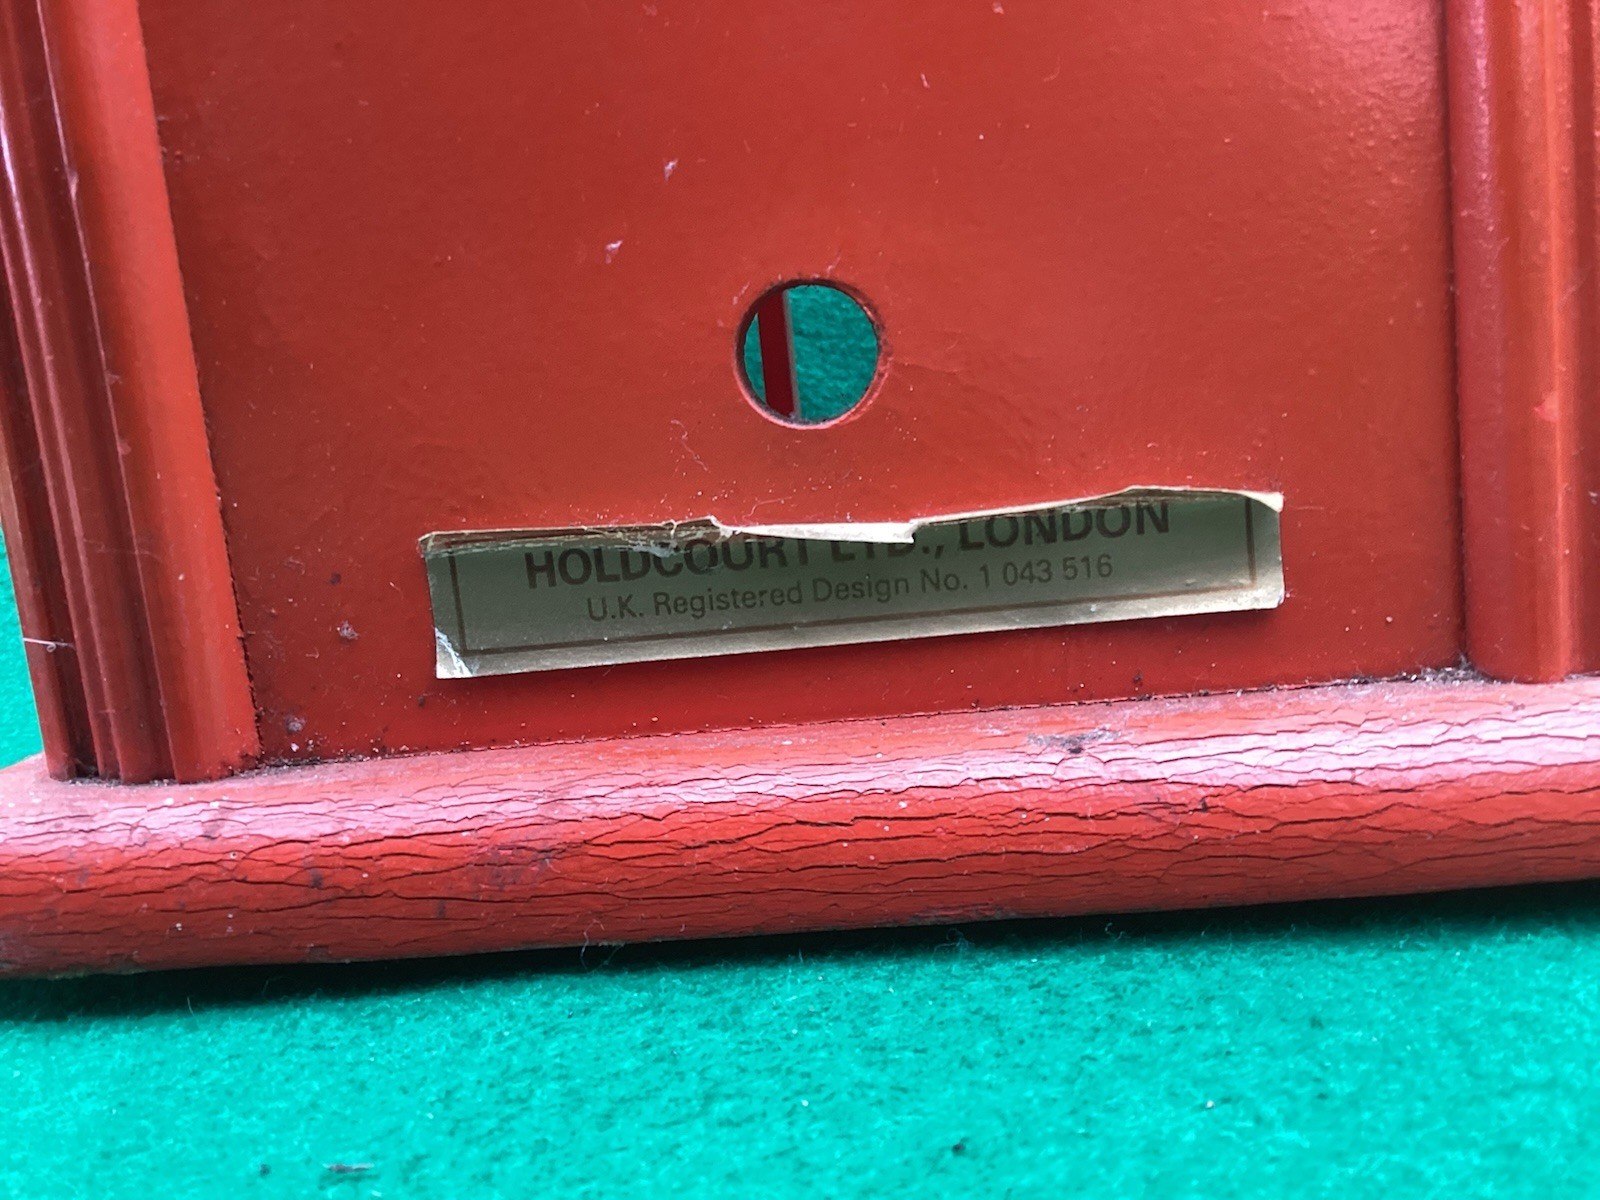 HOLDCOURT LTD., LONDON
U.K. Registered Design No. 1 043 516